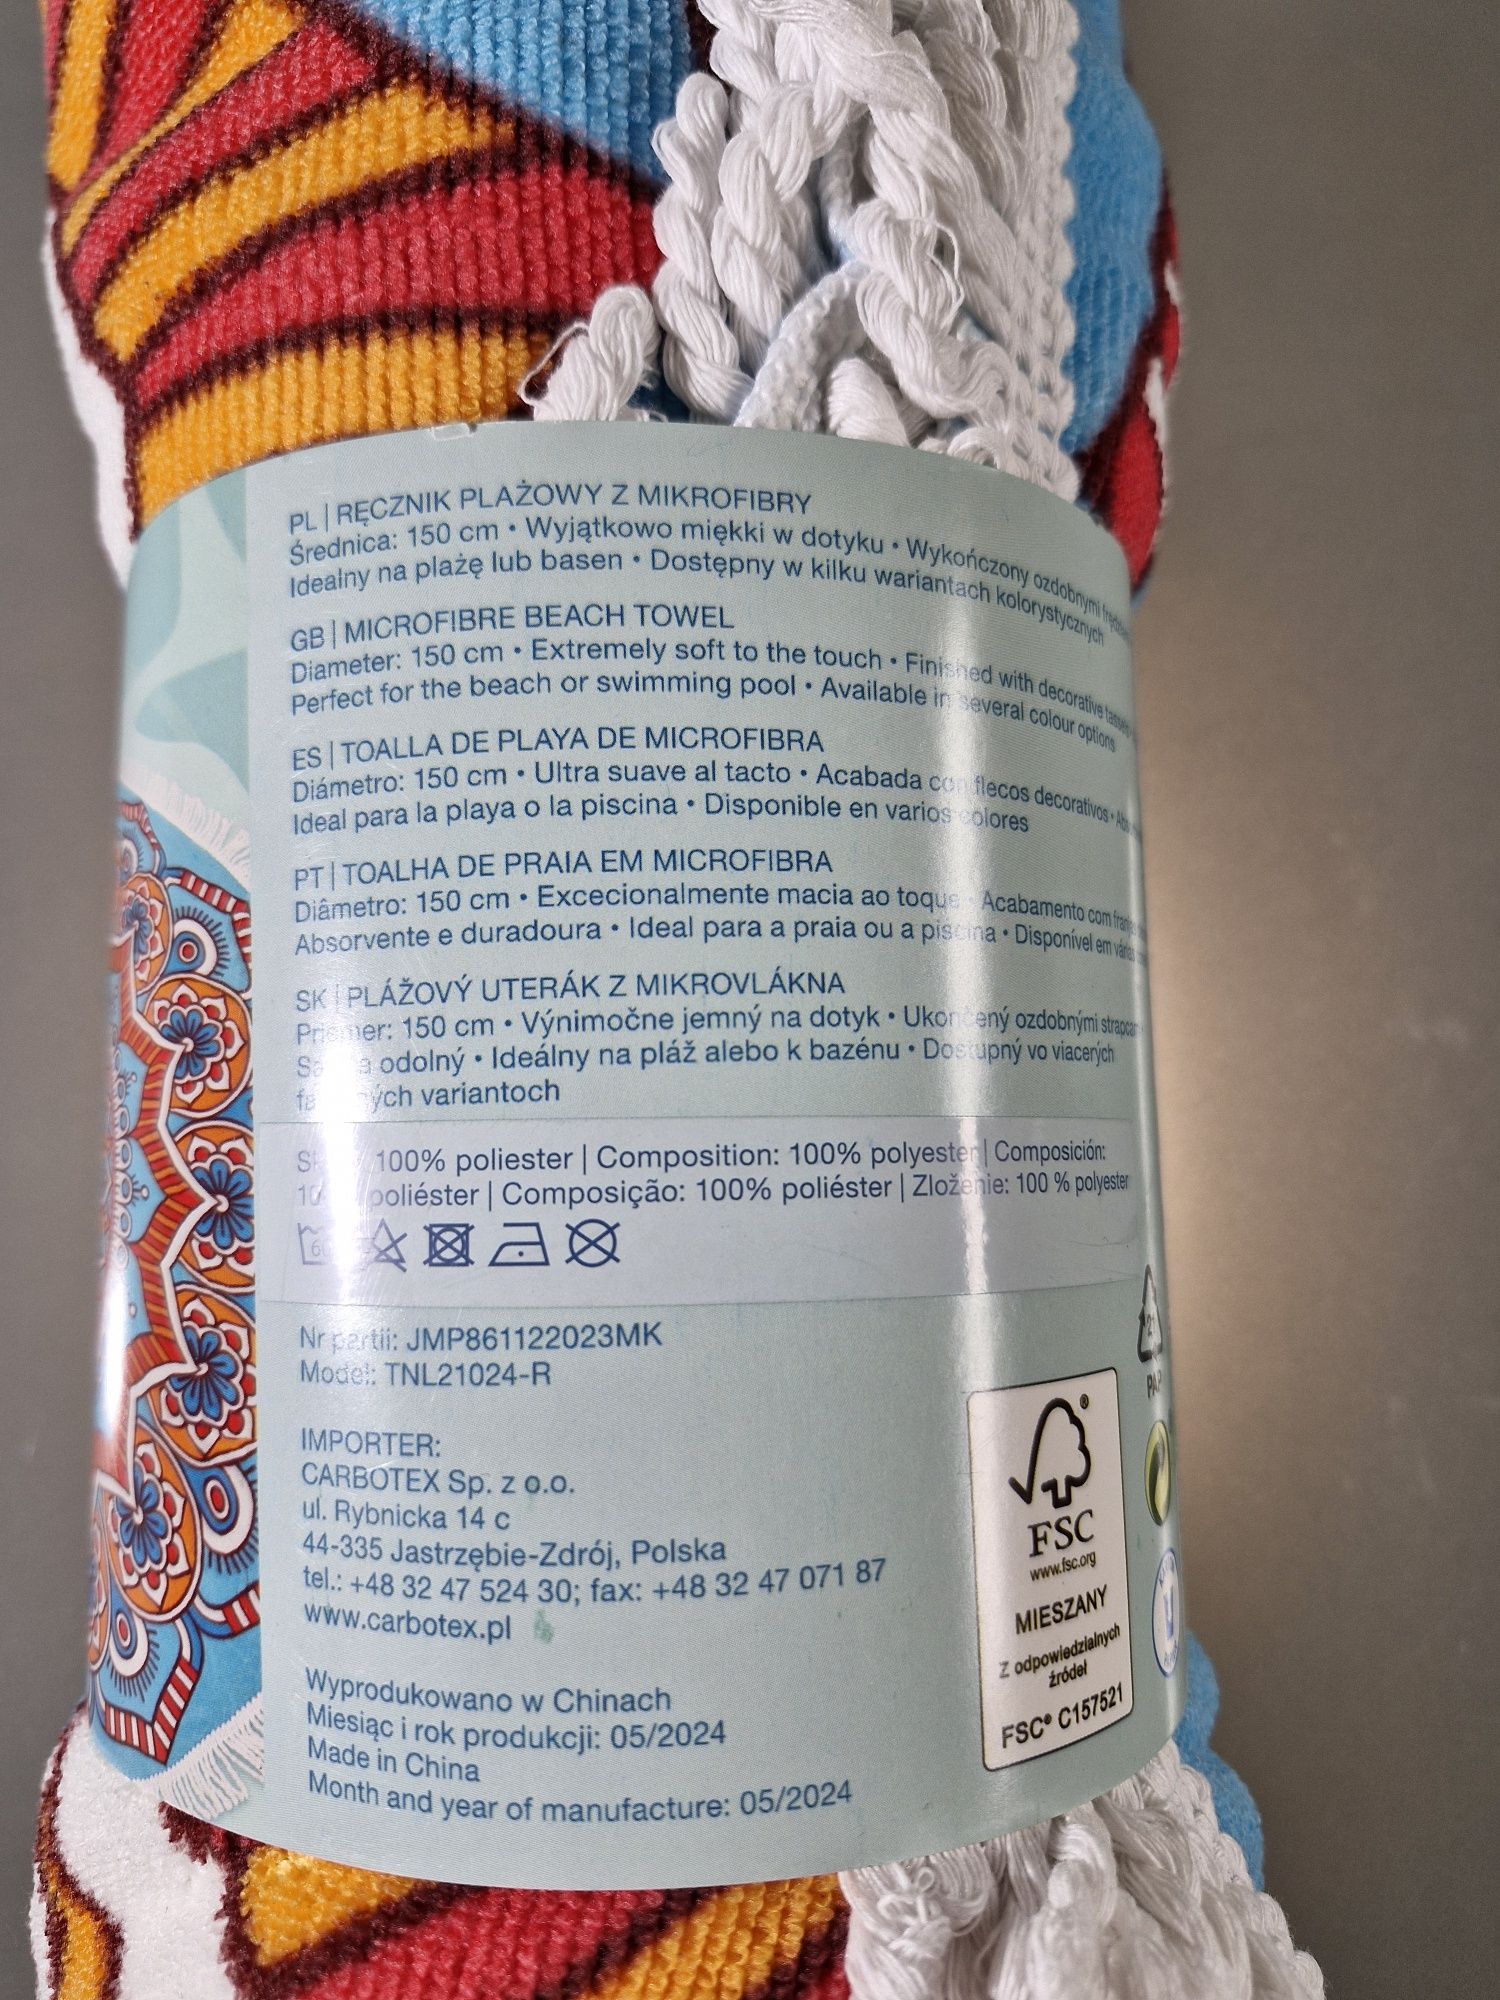 PL | RĘCZNIK PLAŻOWY Z MIKROFIBRY
Średnica: 150 cm • Wyjątkowo miękki w dotyku • Wykończony ozdobnymi
Idealny na plażę lub basen • Dostępny w kilku wariantach kolorystycznych
GB | MICROFIBRE BEACH TOWEL
Diameter: 150 cm • Extremely soft to the touch • Finished with decorative
Perfect for the beach or swimming pool • Available in several colour options
ES | TOALLA DE PLAYA DE MICROFIBRA
Diámetro: 150 cm • Ultra suave al tacto • Acabada con flecos decorativos •
Ideal para la playa o la piscina • Disponible en varios colores
PT | TOALHA DE PRAIA EM MICROFIBRA
Diâmetro: 150 cm • Excecionalmente macia ao toque • Acabamento com
Absorvente e duradoura • Ideal para a praia ou a piscina • Disponível em
SK | PLÁŽOVÝ UTERÁK Z MIKROVLÁKNA
Priemer: 150 cm • Výnimočne jemný na dotyk • Ukončený ozdobnými
odolný • Ideálny na pláž alebo k bazénu • Dostupný vo viacerých
variantoch
100% poliester | Composition: 100% polyester | Composición:
poliéster | Composição: 100% poliéster | Zloženie: 100 % polyester
60
Nr partii: JMP861122023MK
Model: TNL21024-R
IMPORTER:
CARBOTEX Sp. z o.o.
ul. Rybnicka 14 c
44-335 Jastrzębie-Zdrój, Polska
tel.: +48 32 47 524 30; fax: +48 32 47 071 87
www.carbotex.pl
Wyprodukowano w Chinach
Miesiąc i rok produkcji: 05/2024
Made in China
Month and year of manufacture: 05/2024
PAP
FSC
www.fsc.org
MIESZANY
Z odpowiedzialnych
źródeł
FSC® C157521